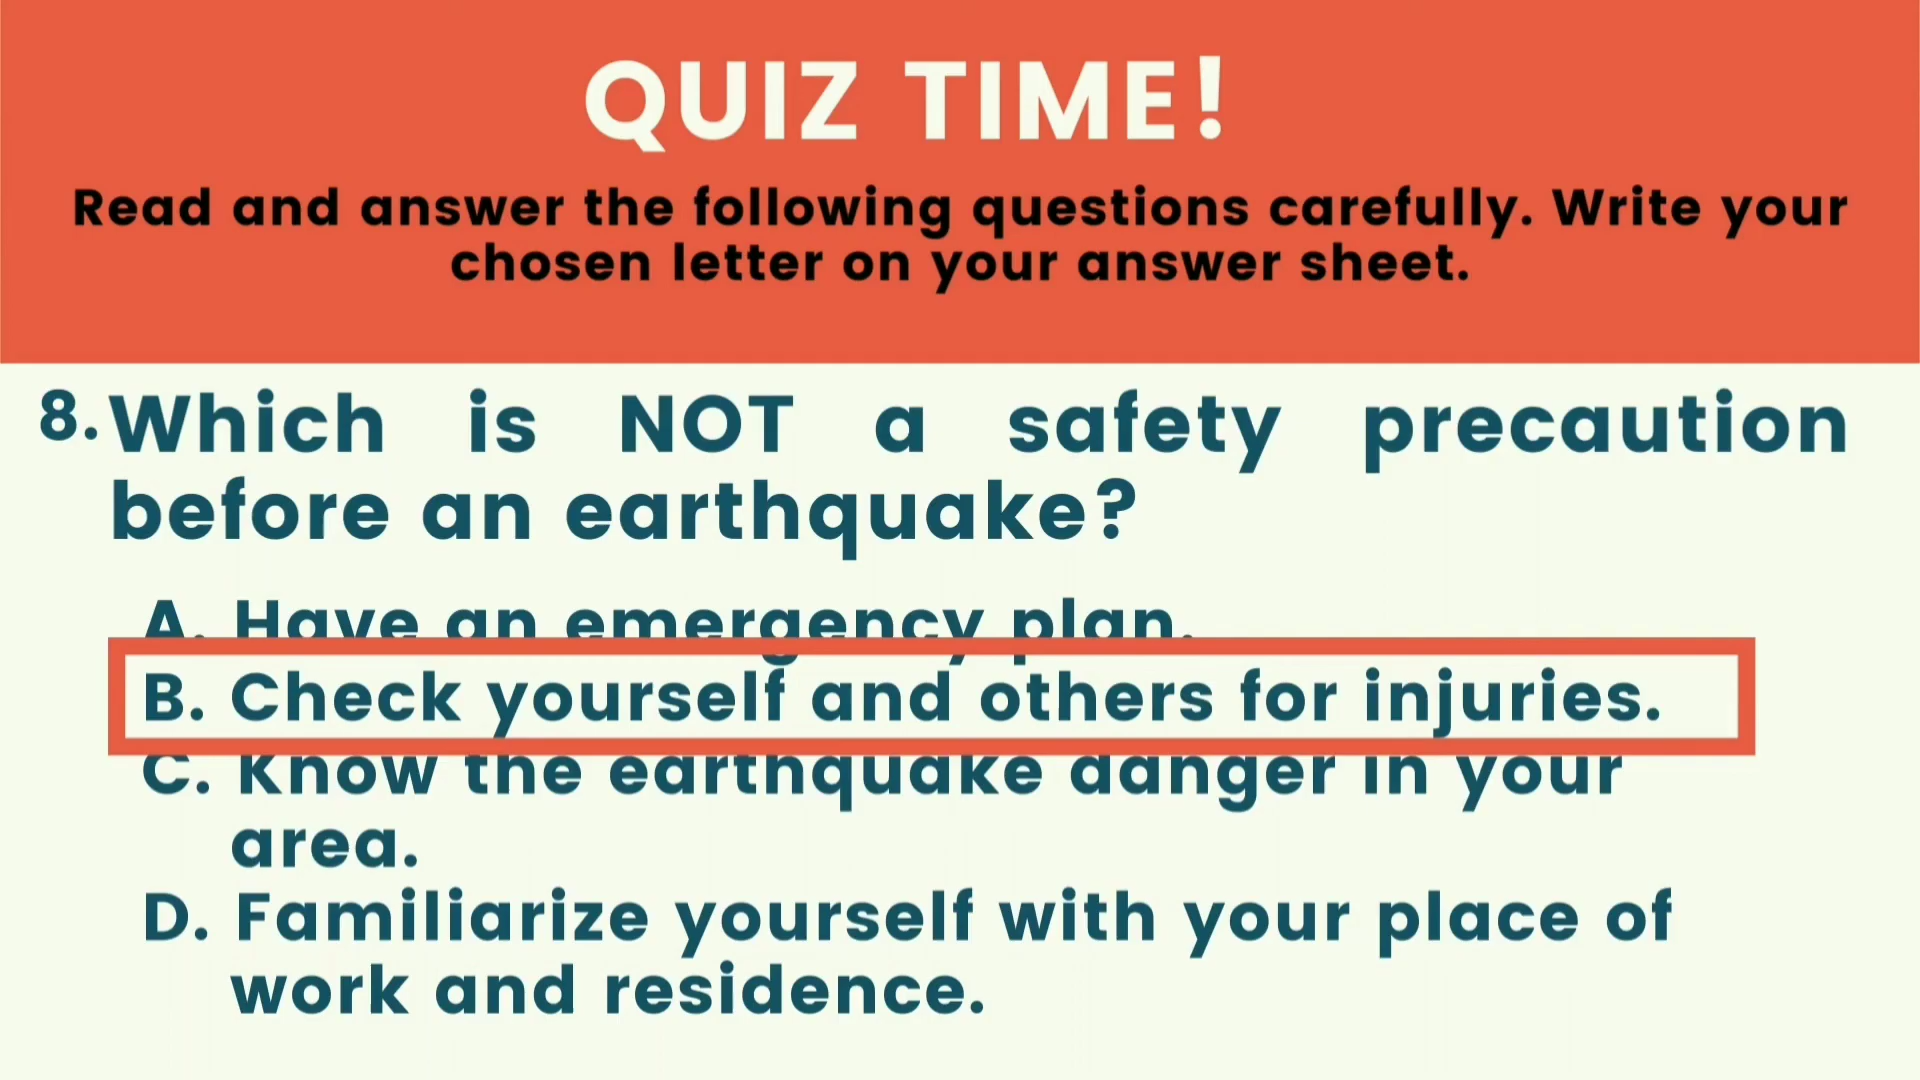 QUIZ TIME!
Read and answer the following questions carefully. Write your
chosen letter on your answer sheet.
8. Which is NOT a safety precaution
before an earthquake?
A. Have an emergency plan.
B. Check yourself and others for injuries.
C. Know the earthquake danger in your
area.
D. Familiarize yourself with your place of
work and residence.